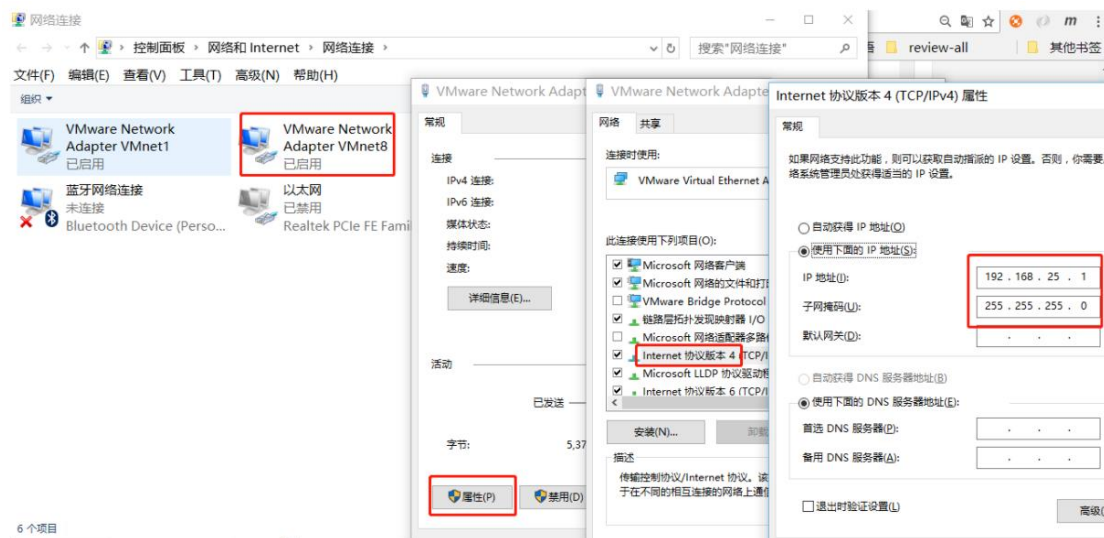 网络连接
控制面板 › 网络和 Internet › 网络连接 ›
搜索"网络连接"
review-all
其他书签
文件(F) 编辑(E) 查看(V) 工具(T) 高级(N) 帮助(H)
组织
VMware Network
Adapter VMnet1
已启用
VMware Network
Adapter VMnet8
已启用
蓝牙网络连接
未连接
Bluetooth Device (Perso...
以太网
已禁用
Realtek PCIe FE Fami
6 个项目
VMware Network Adapt
常规
连接
IPv4 连接:
IPv6 连接:
媒体状态:
持续时间:
速度:
详细信息(E)...
活动
已发送
字节:
5,37
属性(P)
禁用(D)
VMware Network Adapte
网络 共享
连接时使用:
VMware Virtual Ethernet A
此连接使用下列项目(O):
Microsoft 网络客户端
Microsoft 网络的文件和打
VMware Bridge Protocol
链路层拓扑发现映射器 I/O
Microsoft 网络适配器多路
Internet 协议版本 4 (TCP/I
Microsoft LLDP 协议驱动程
Internet 协议版本 6 (TCP/I
安装(N)...
卸载
描述
传输控制协议/Internet 协议。该
于在不同的相互连接的网络上通信
Internet 协议版本 4 (TCP/IPv4) 属性
常规
如果网络支持此功能，则可以获取自动指派的 IP 设置。否则，你需要
络系统管理员处获得适当的 IP 设置。
自动获得 IP 地址(O)
使用下面的 IP 地址(S):
IP 地址(I):
192 . 168 . 25 . 1
子网掩码(U):
255 . 255 . 255 . 0
默认网关(D):
自动获得 DNS 服务器地址(B)
使用下面的 DNS 服务器地址(E):
首选 DNS 服务器(P):
备用 DNS 服务器(A):
退出时验证设置(L)
高级(